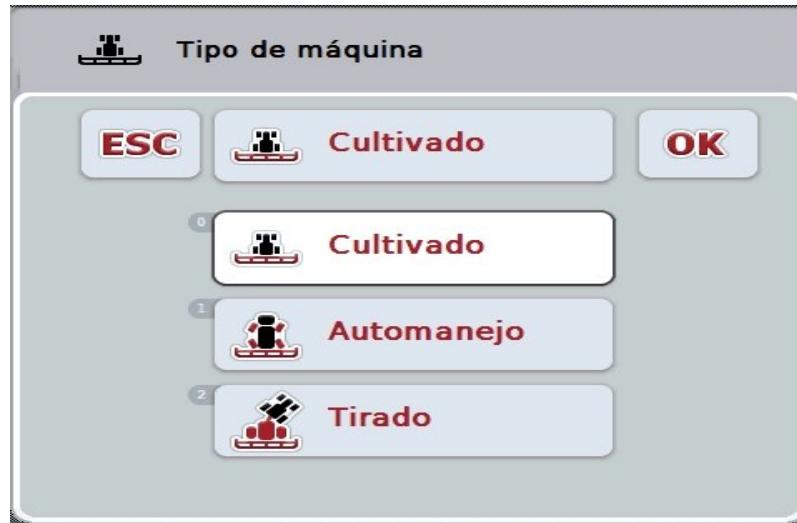 Tipo de máquina
ESC
Cultivado
OK
0
Cultivado
1
Automanejo
2
Tirado